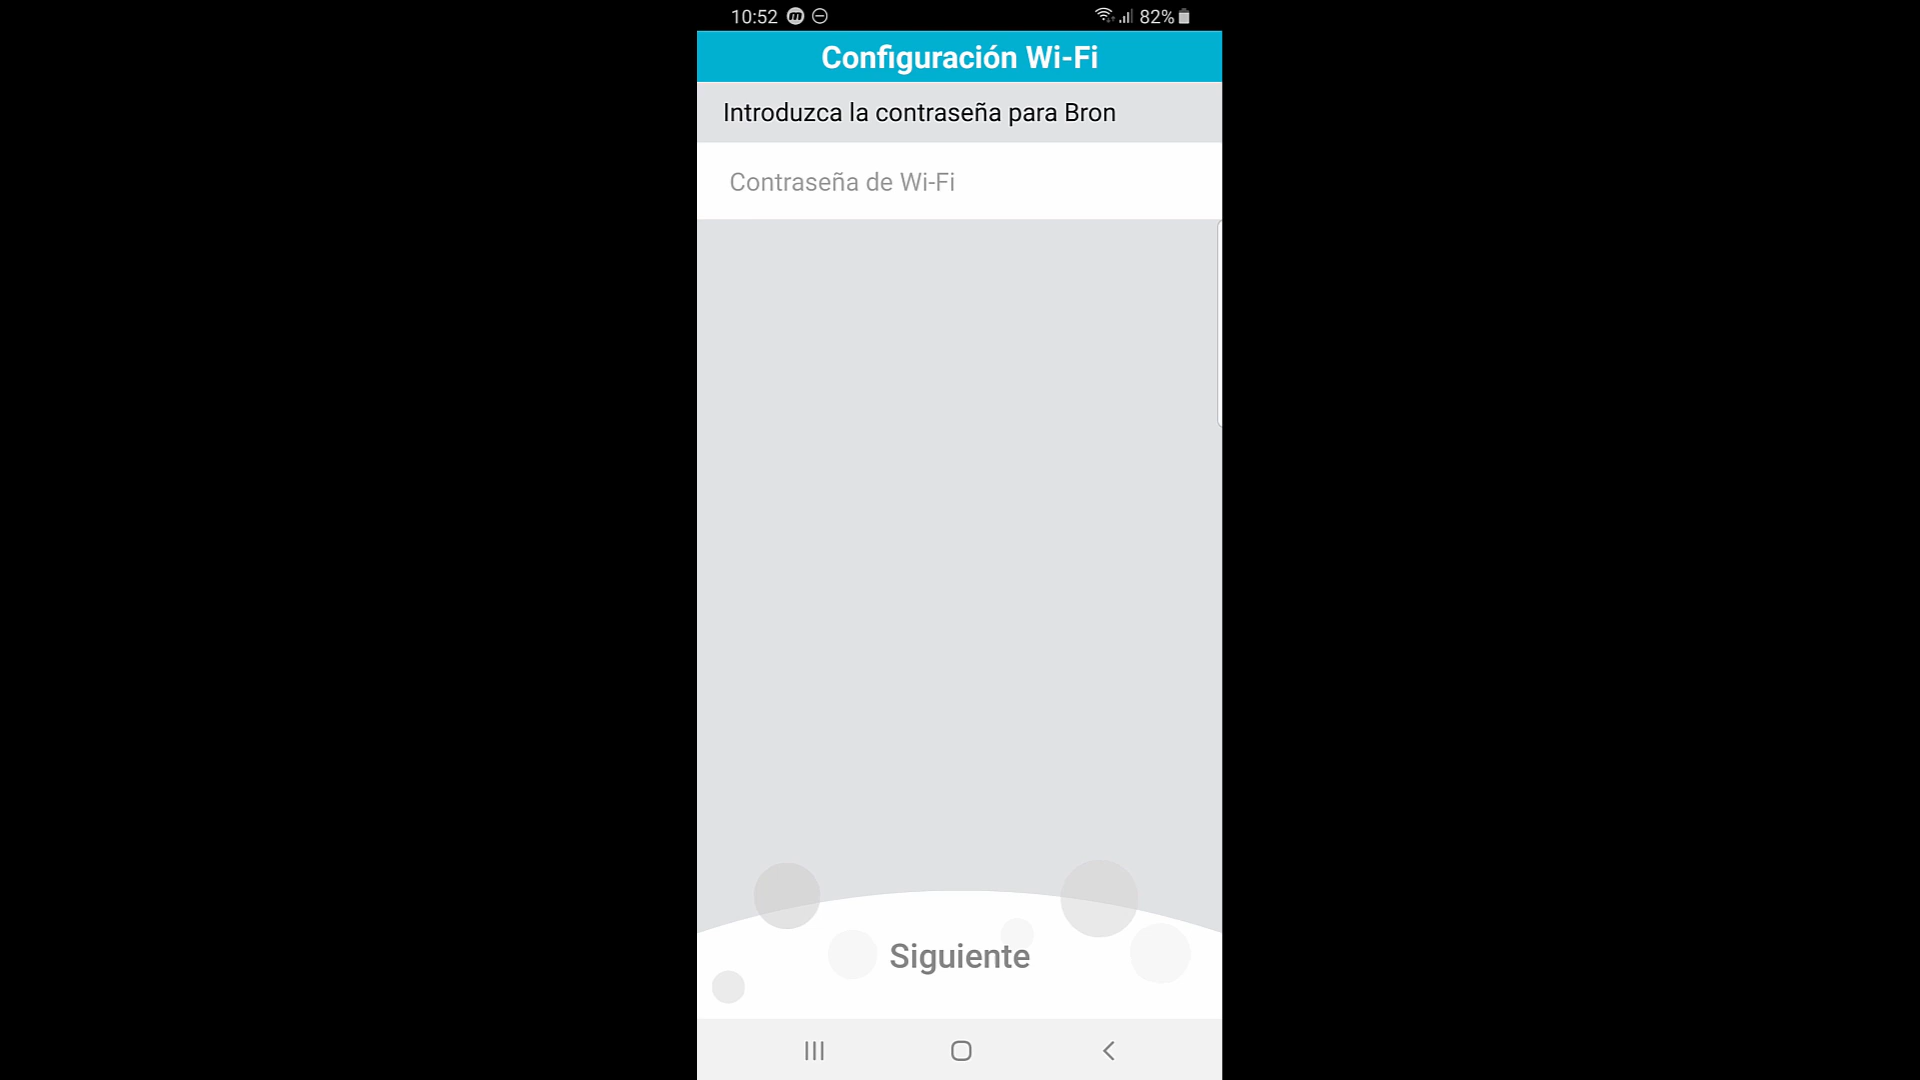 10:52 82%
Configuración Wi-Fi
Introduzca la contraseña para Bron
Contraseña de Wi-Fi
Siguiente